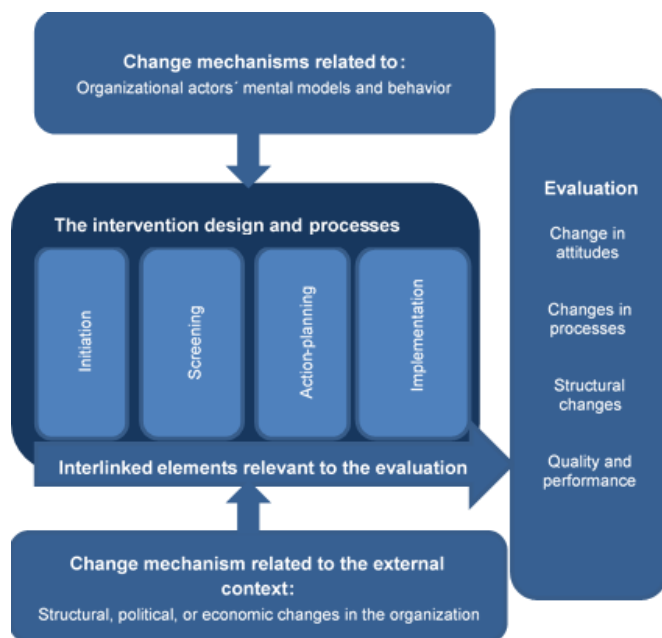 Change mechanisms related to:
Organizational actors´ mental models and behavior
The intervention design and processes
Initiation
Screening
Action-planning
Implementation
Interlinked elements relevant to the evaluation
Change mechanism related to the external
context:
Structural, political, or economic changes in the organization
Evaluation
Change in
attitudes
Changes in
processes
Structural
changes
Quality and
performance